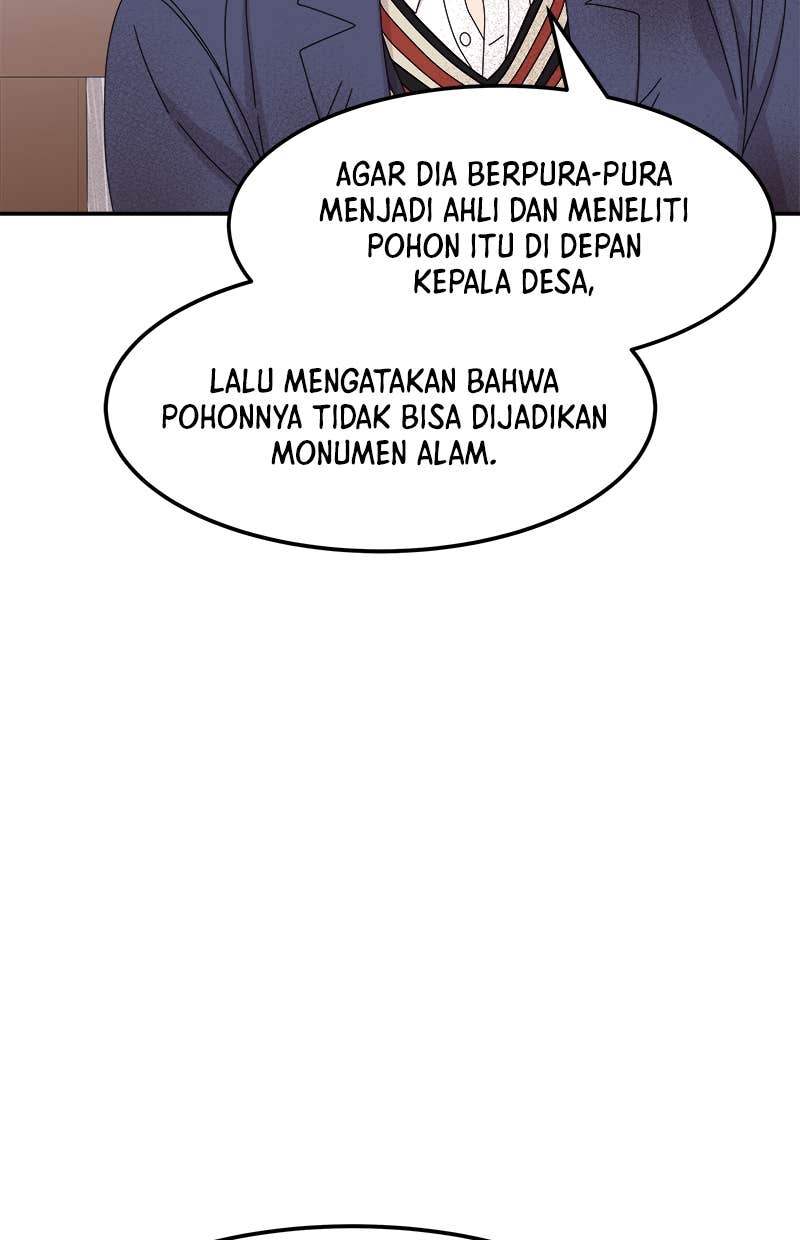 AGAR DIA BERPURA-PURA
MENJADI AHLI DAN MENELITI
POHON ITU DI DEPAN
KEPALA DESA,
LALU MENGATAKAN BAHWA
POHONNYA TIDAK BISA DIJADIKAN
MONUMEN ALAM.